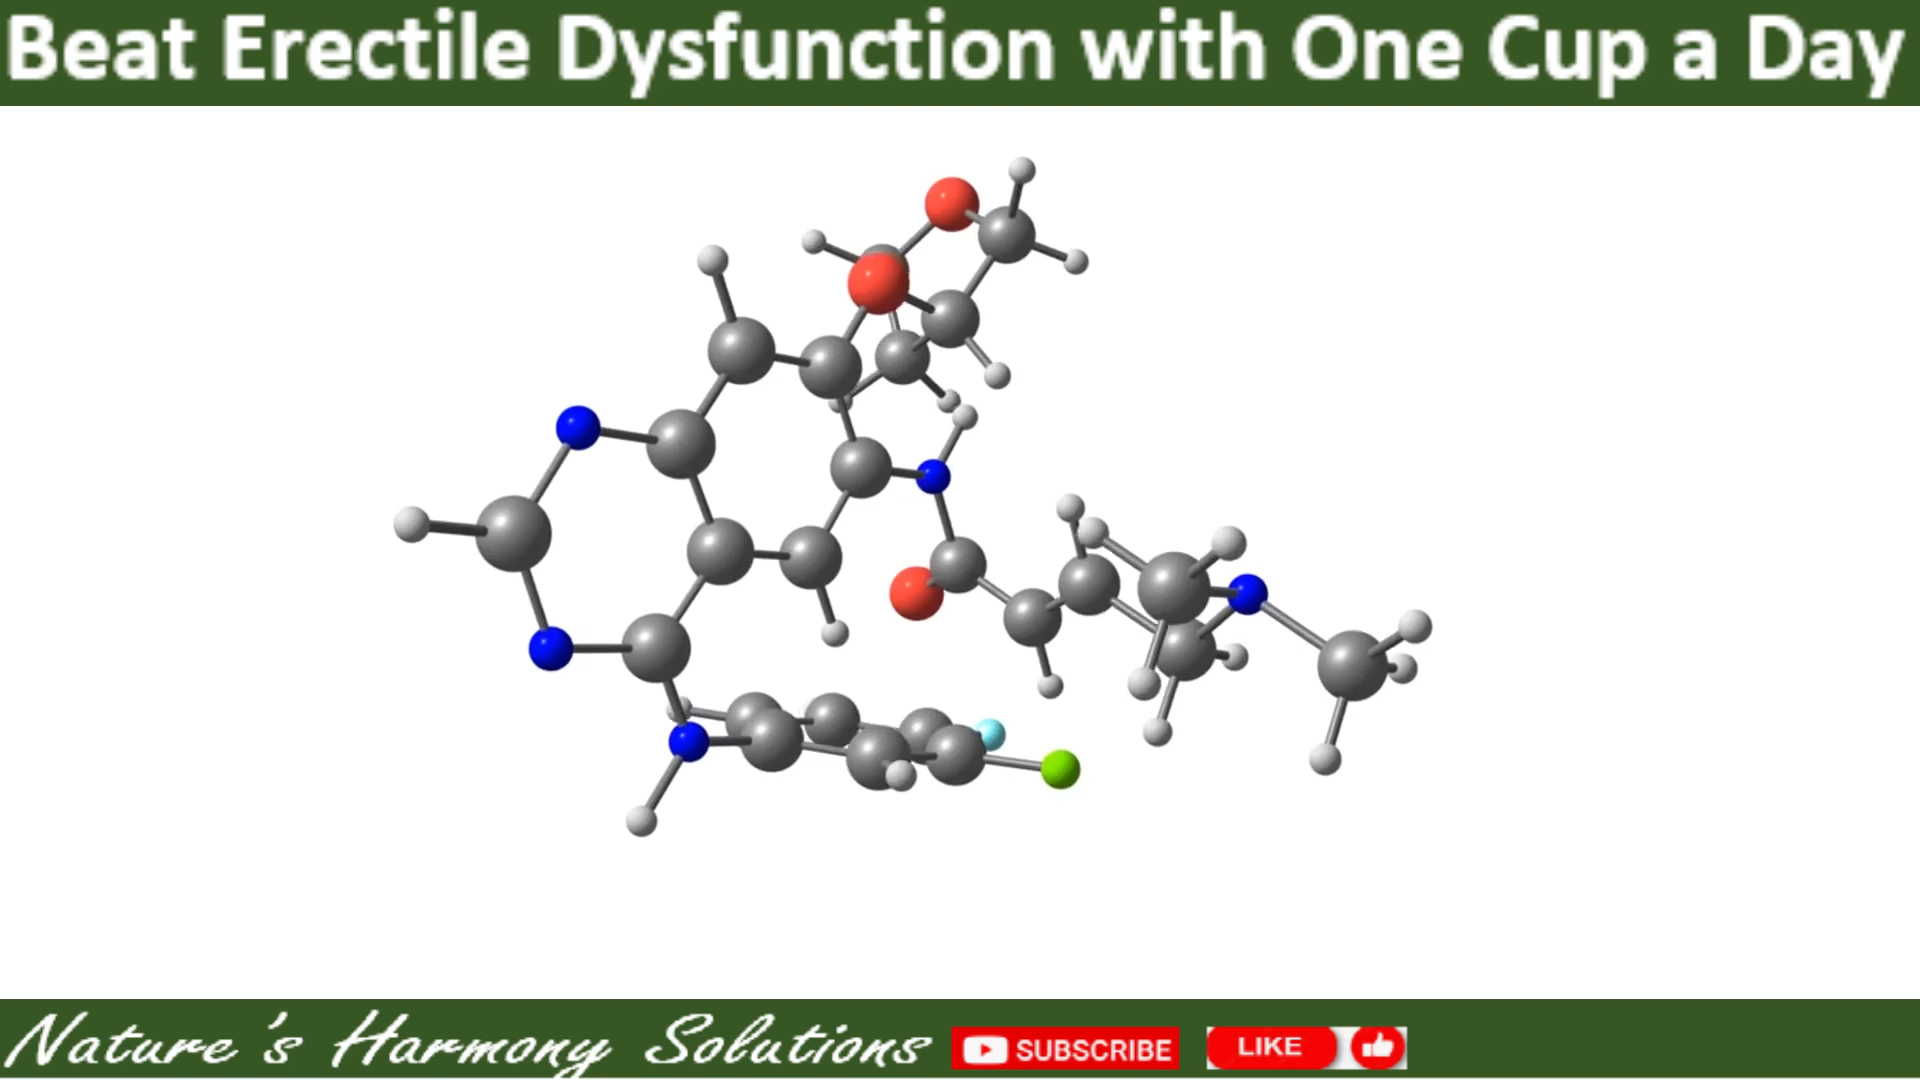 Beat Erectile Dysfunction with One Cup a Day
Nature's Harmony Solutions
SUBSCRIBE
LIKE